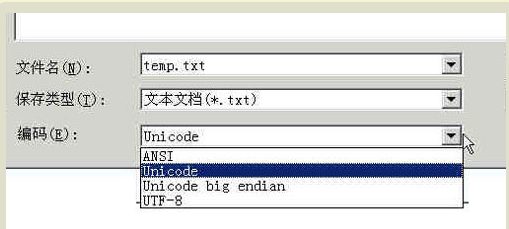 文件名(N): temp.txt
保存类型(T): 文本文档(*.txt)
编码(E): Unicode
ANSI
Unicode
Unicode big endian
UTF-8